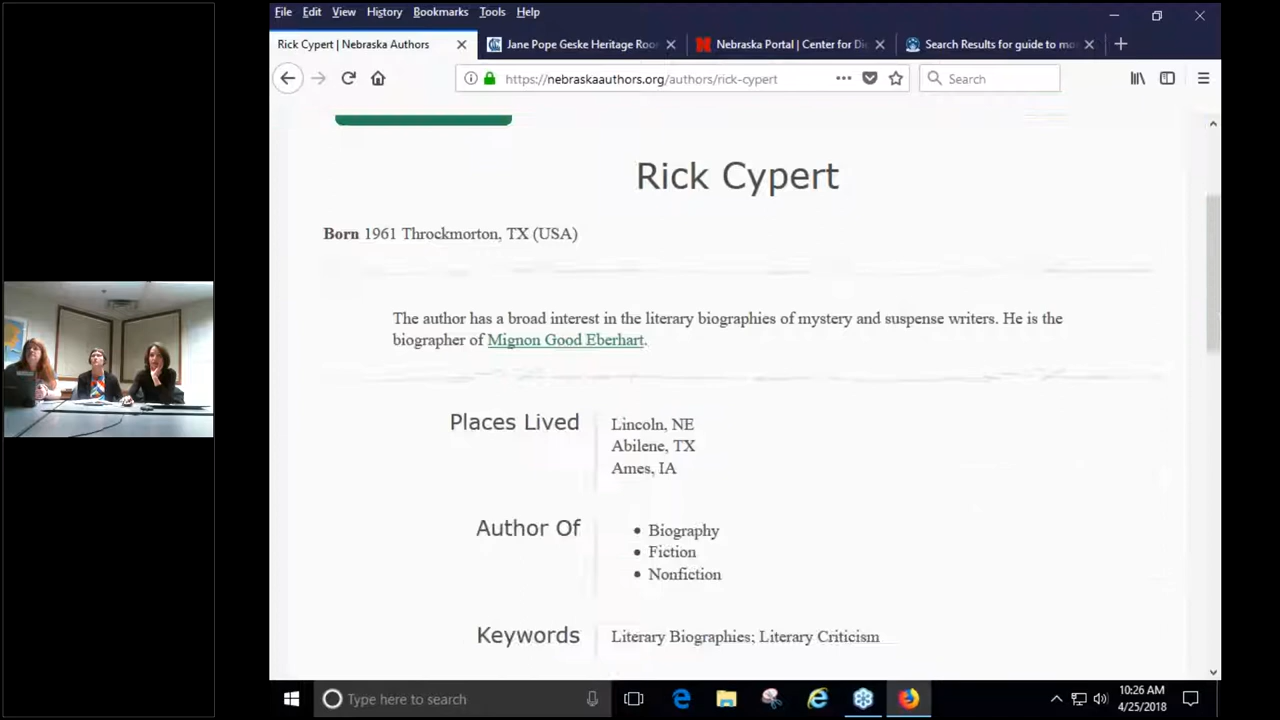 File Edit View History Bookmarks Tools Help
Rick Cypert | Nebraska Authors
Jane Pope Geske Heritage Roo
Nebraska Portal | Center for Di
Search Results for guide to mo
https://nebraskaauthors.org/authors/rick-cypert
Search
Rick Cypert
Born 1961 Throckmorton, TX (USA)
The author has a broad interest in the literary biographies of mystery and suspense writers. He is the
biographer of Mignon Good Eberhart.
Places Lived
Lincoln, NE
Abilene, TX
Ames, IA
Author Of
• Biography
• Fiction
• Nonfiction
Keywords
Literary Biographies; Literary Criticism
Type here to search
10:26 AM
4/25/2018